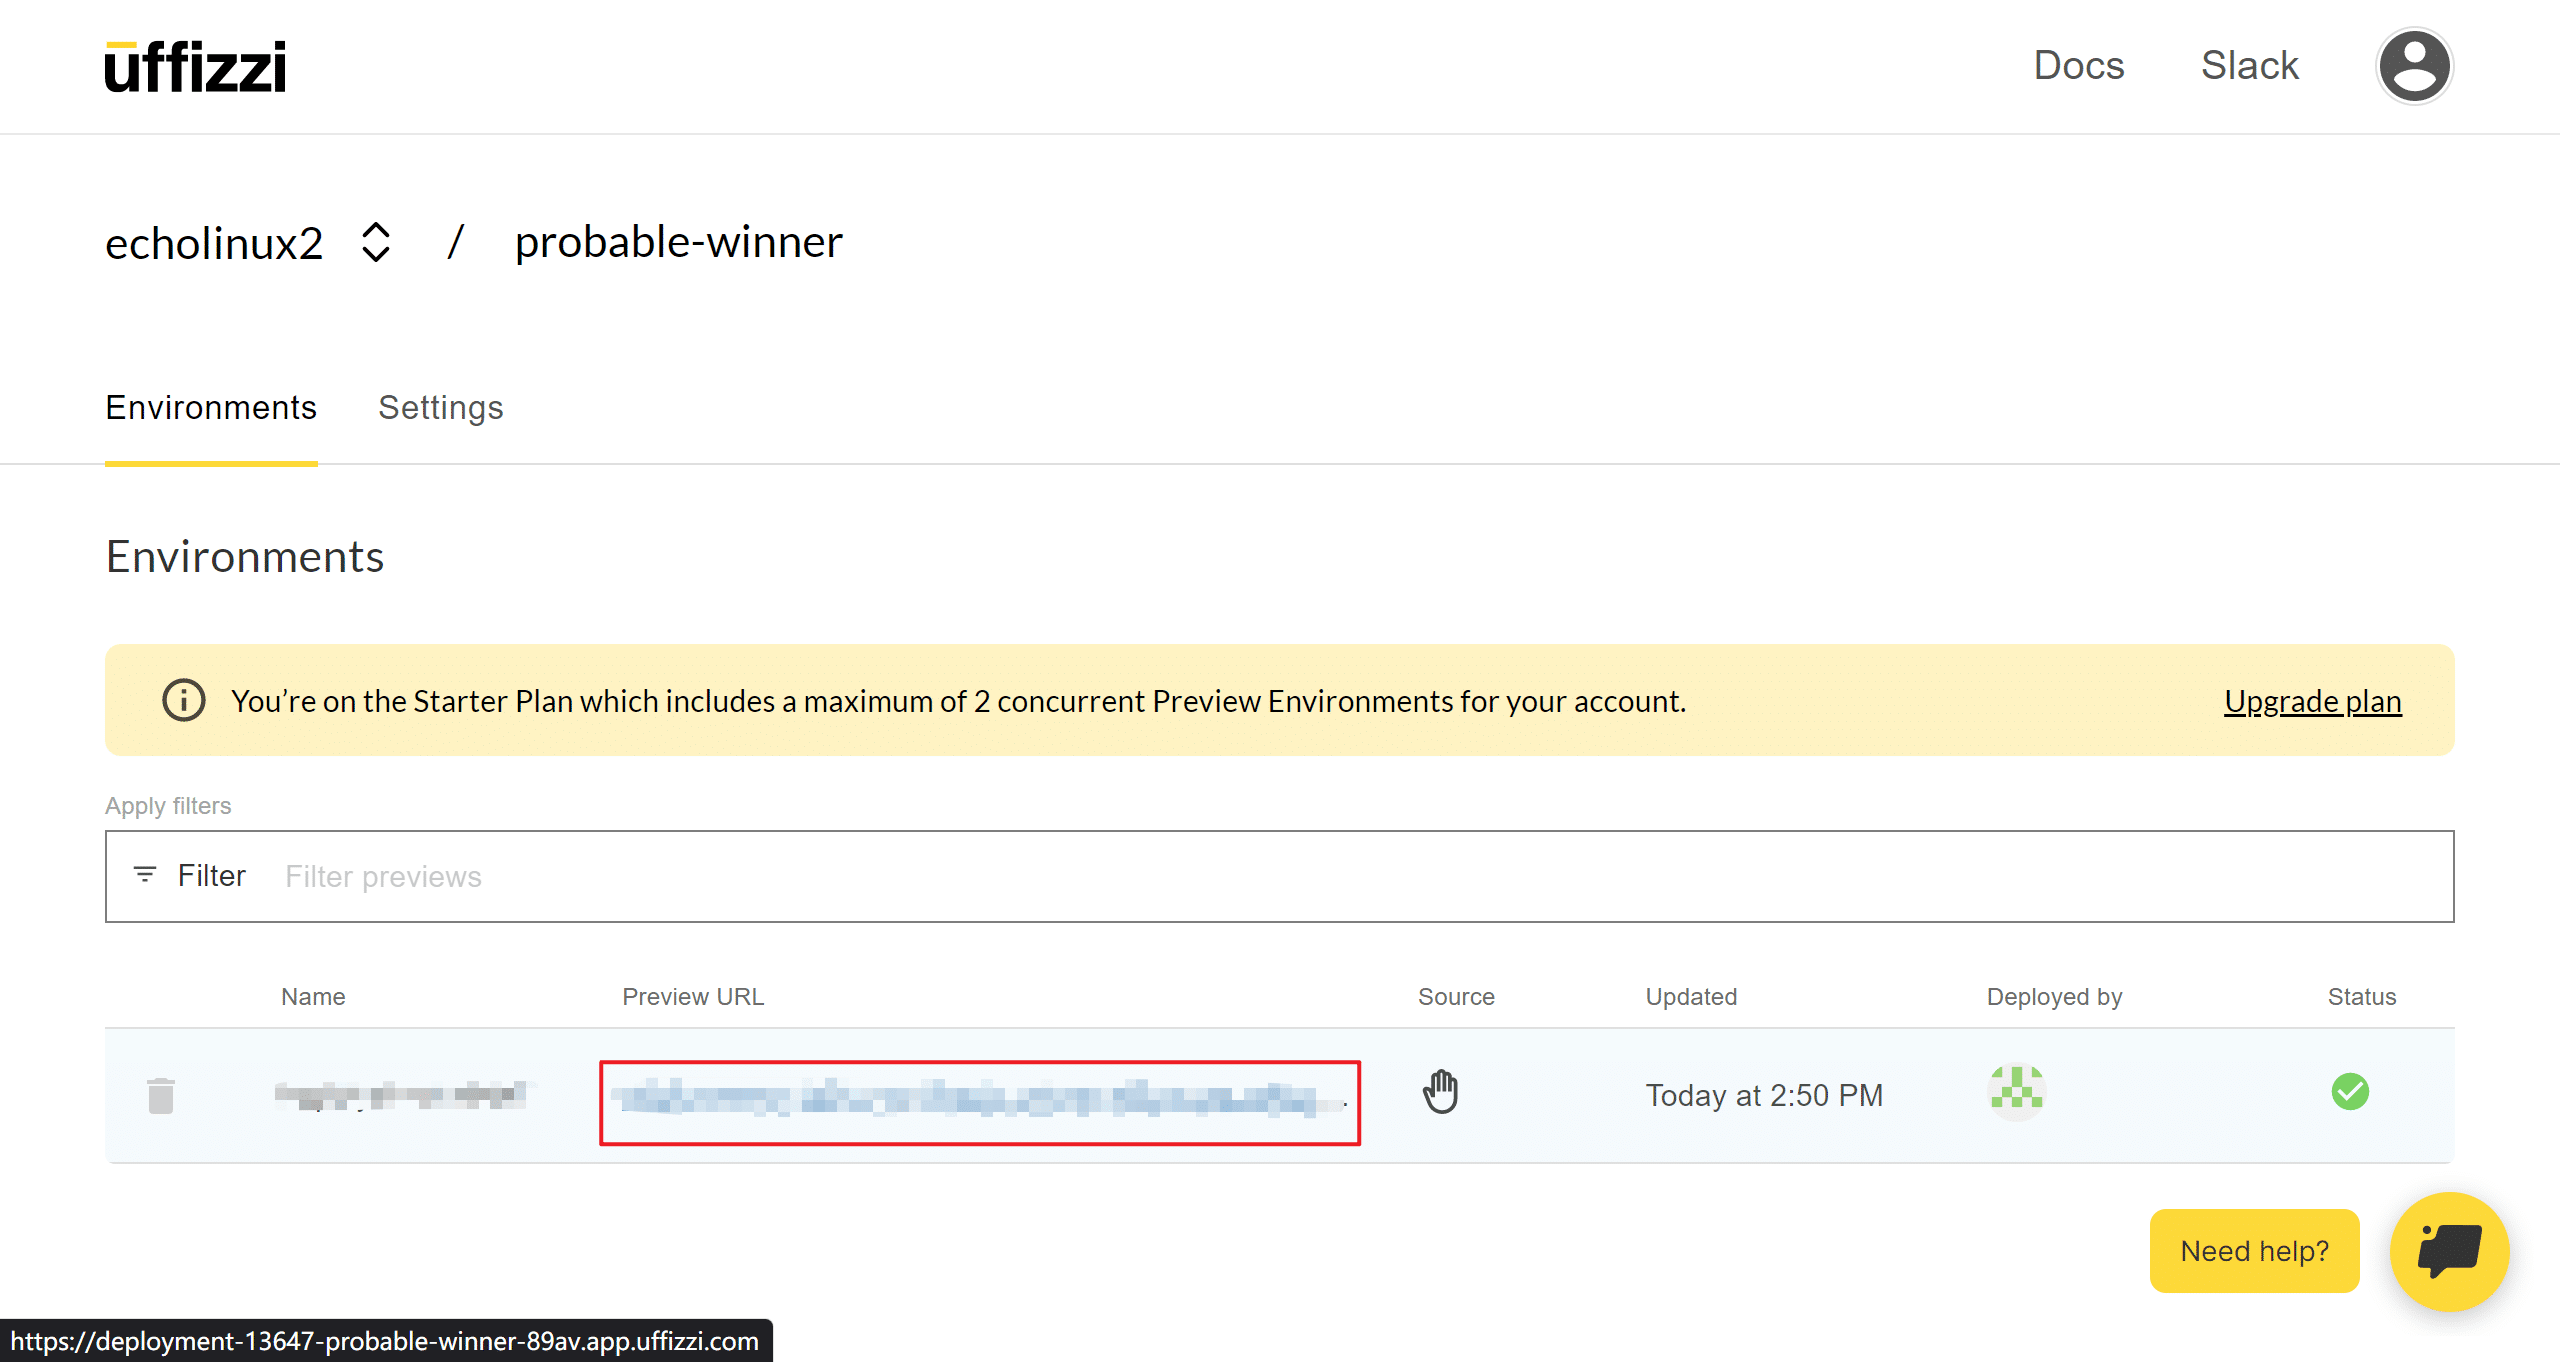 uffizzi
Docs Slack
echolinux2 / probable-winner
Environments Settings
Environments
You’re on the Starter Plan which includes a maximum of 2 concurrent Preview Environments for your account. Upgrade plan
Apply filters
Filter Filter previews
Name Preview URL Source Updated Deployed by Status
Today at 2:50 PM
Need help?
https://deployment-13647-probable-winner-89av.app.uffizzi.com